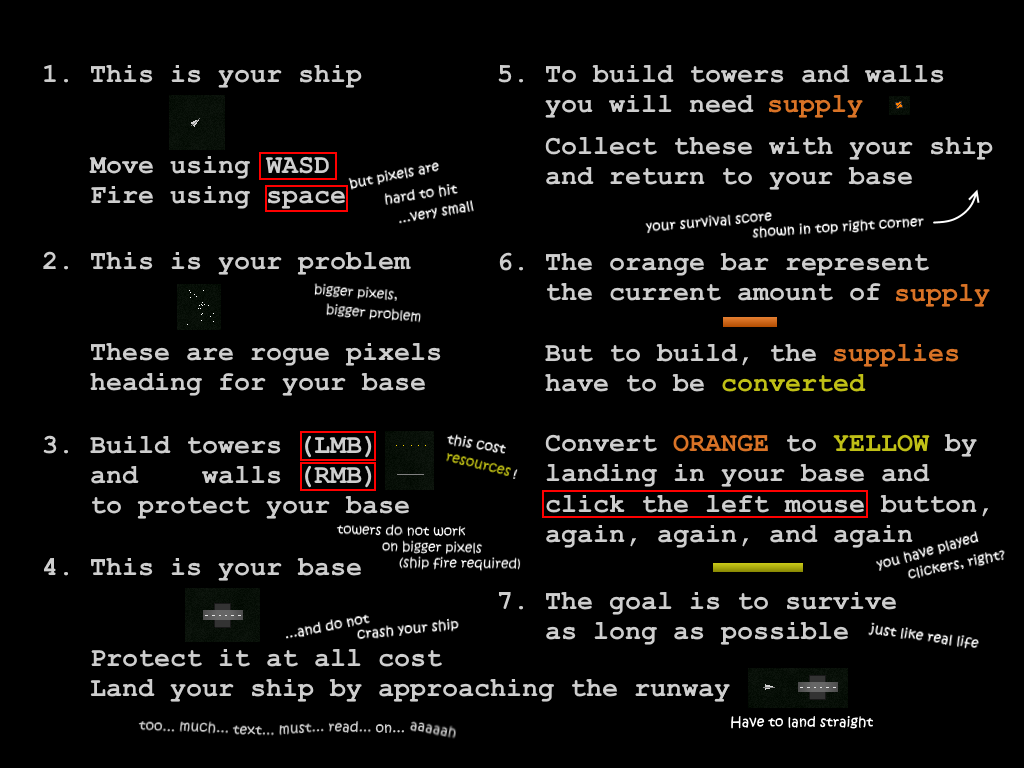 1. This is your ship
Move using WASD
Fire using space
but pixels are
hard to hit
...very small
2. This is your problem
bigger pixels,
bigger problem
These are rogue pixels
heading for your base
3. Build towers (LMB)
and walls (RMB)
to protect your base
this cost
resources!
towers do not work
on bigger pixels
(ship fire required)
4. This is your base
...and do not
crash your ship
Protect it at all cost
Land your ship by approaching the runway
Have to land straight
too... much... text... must... read... on... aaaaah
5. To build towers and walls
you will need supply
Collect these with your ship
and return to your base
your survival score
shown in top right corner
6. The orange bar represent
the current amount of supply
But to build, the supplies
have to be converted
Convert ORANGE to YELLOW by
landing in your base and
click the left mouse button,
again, again, and again
you have played
clickers, right?
7. The goal is to survive
as long as possible
just like real life